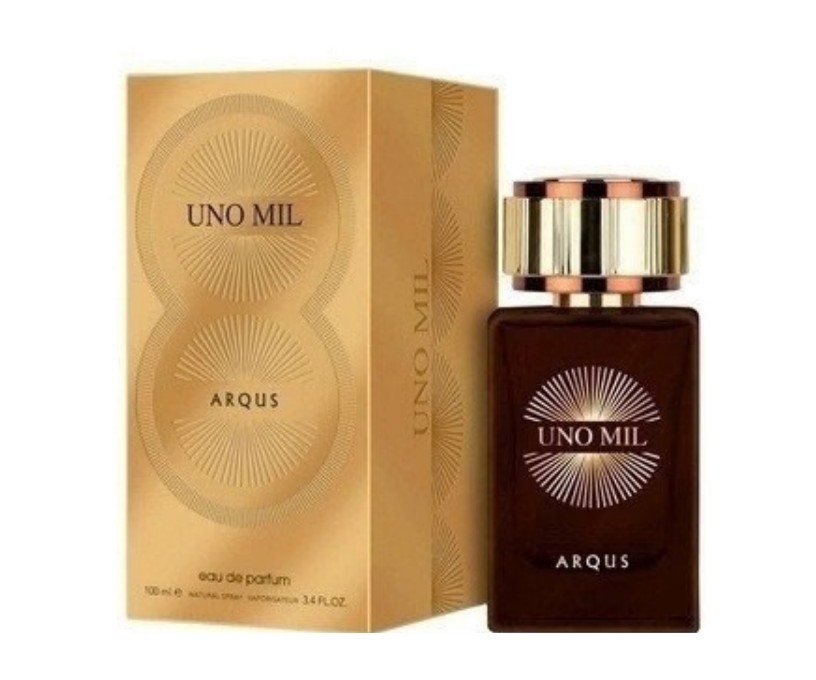 UNO MIL
ARQUS
eau de parfum
100 ml. e NATURAL SPRAY VAPORISATEUR 3.4 FL.OZ.
UNO MIL
UNO MIL
ARQUS